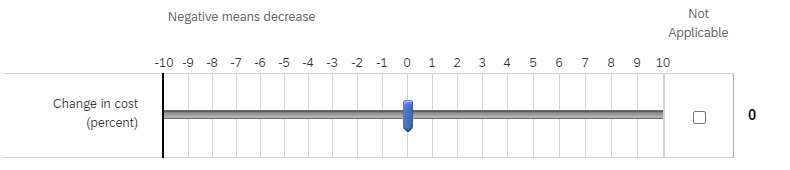 Negative means decrease
Not
Applicable
-10 -9 -8 -7 -6 -5 -4 -3 -2 -1 0 1 2 3 4 5 6 7 8 9 10
Change in cost
(percent)
0